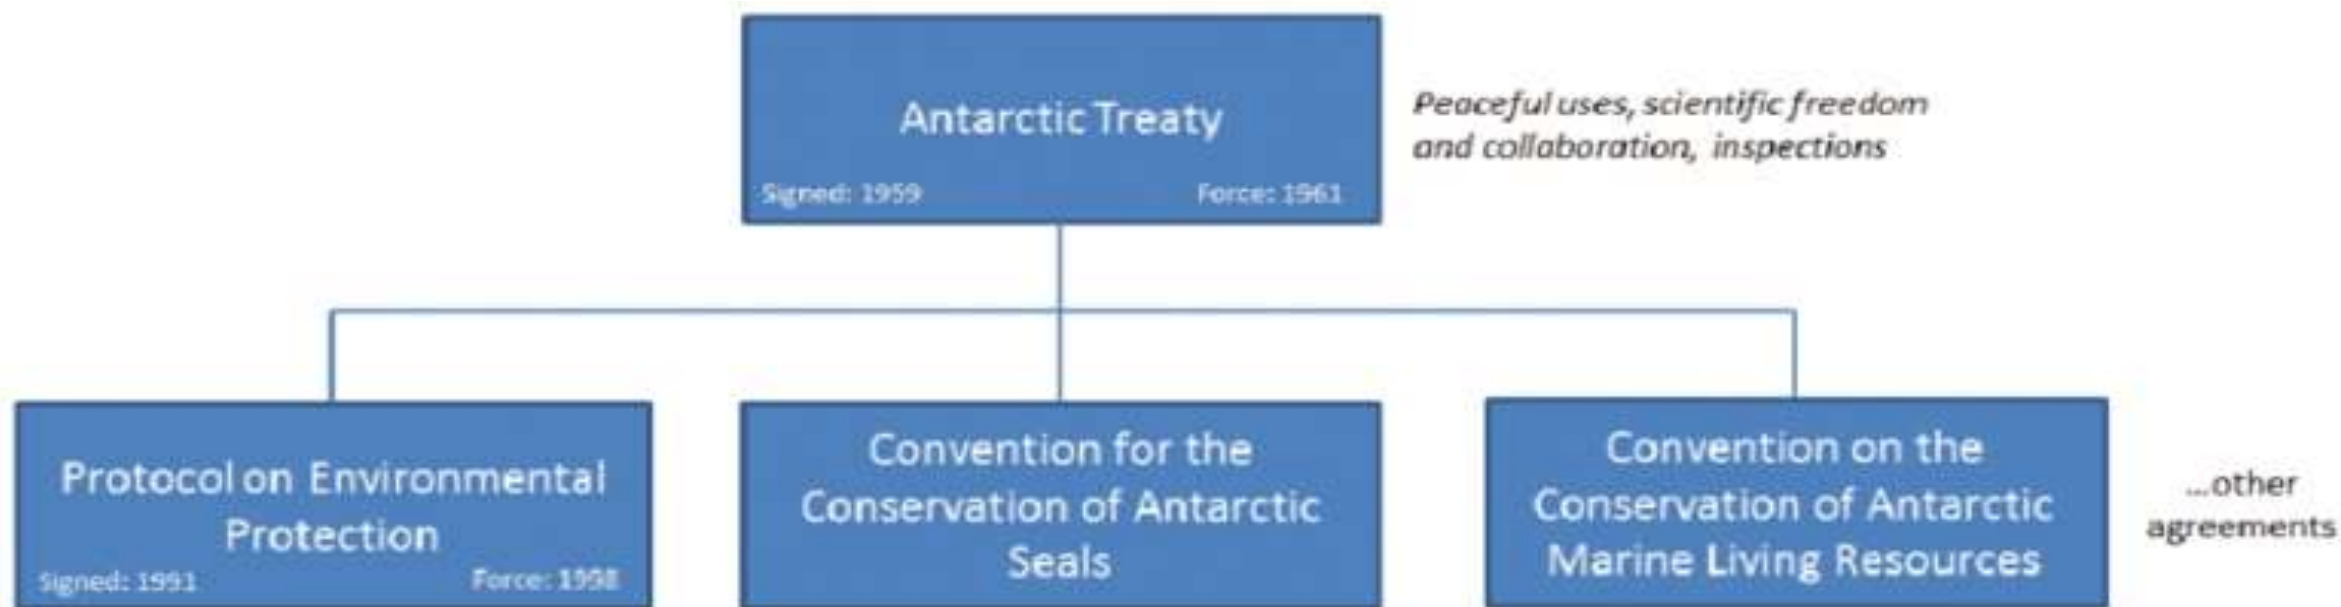 Antarctic Treaty
Signed: 1959
Force: 1961
Peaceful uses, scientific freedom
and collaboration, inspections
Protocol on Environmental
Protection
Signed: 1991
Force: 1998
Convention for the
Conservation of Antarctic
Seals
Convention on the
Conservation of Antarctic
Marine Living Resources
...other
agreements